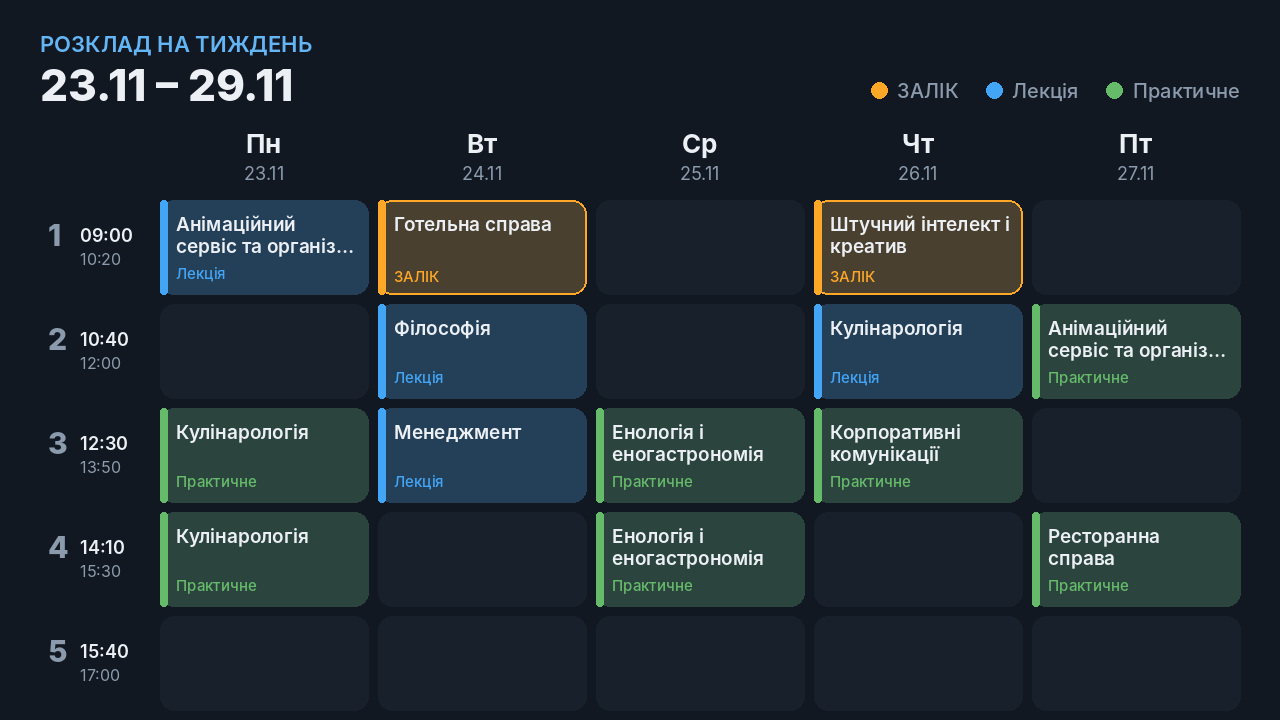 РОЗКЛАД НА ТИЖДЕНЬ
23.11 – 29.11
ЗАЛІК
Лекція
Практичне
Пн
23.11
Вт
24.11
Ср
25.11
Чт
26.11
Пт
27.11
1
09:00
10:20
Анімаційний
сервіс та організ...
Лекція
Готельна справа
ЗАЛІК
Штучний інтелект і
креатив
ЗАЛІК
2
10:40
12:00
Філософія
Лекція
Кулінарологія
Лекція
Анімаційний
сервіс та організ...
Практичне
3
12:30
13:50
Кулінарологія
Практичне
Менеджмент
Лекція
Енологія і
еногастрономія
Практичне
Корпоративні
комунікації
Практичне
4
14:10
15:30
Кулінарологія
Практичне
Енологія і
еногастрономія
Практичне
Ресторанна
справа
Практичне
5
15:40
17:00